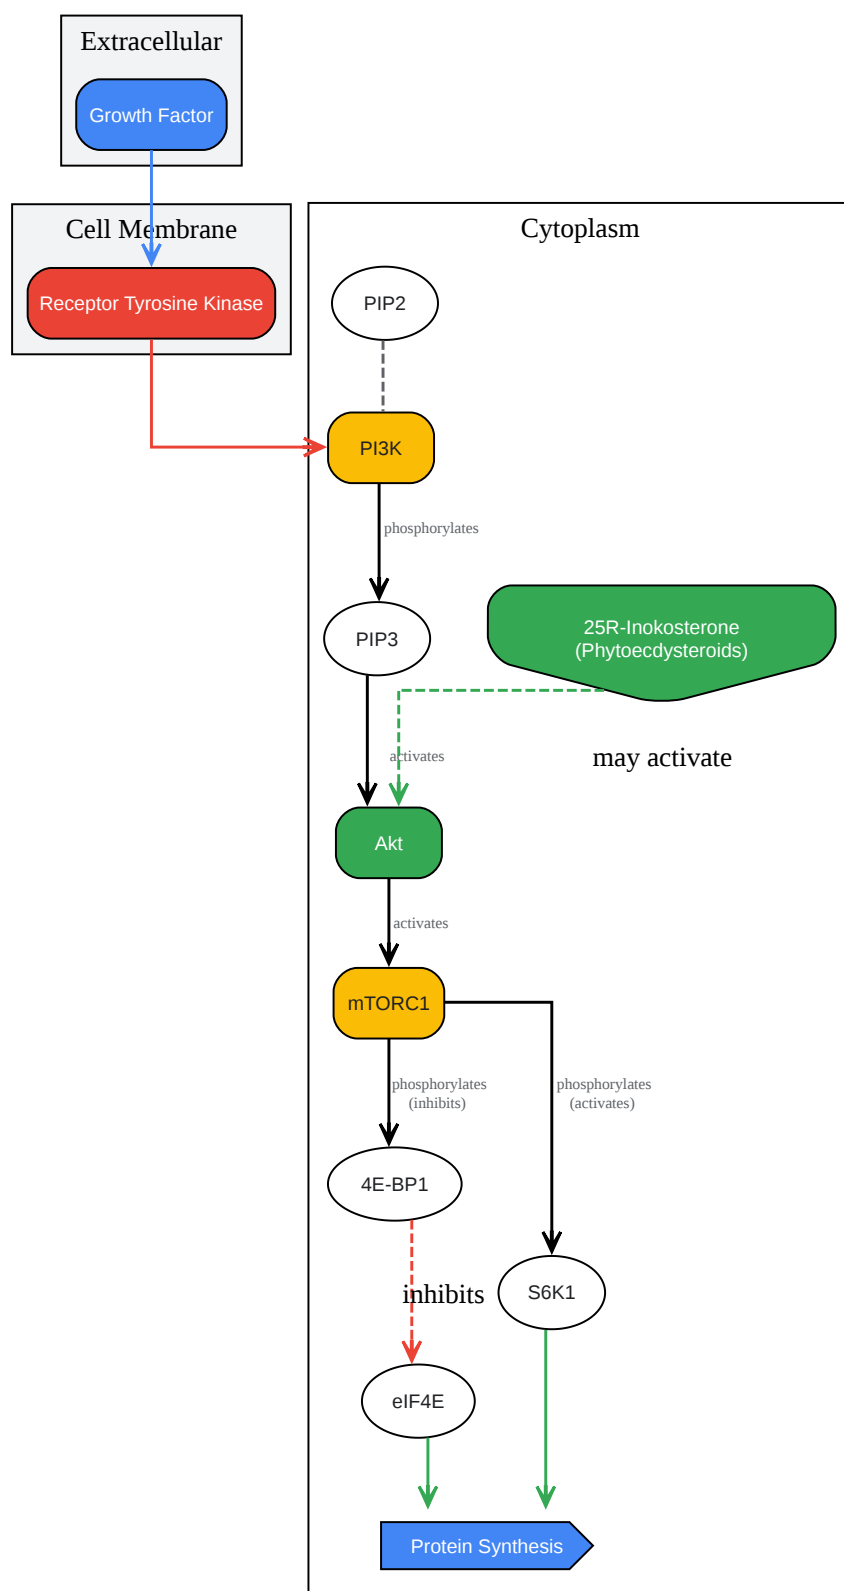 Extracellular
Growth Factor
Cell Membrane
Receptor Tyrosine Kinase
Cytoplasm
PIP2
PI3K
phosphorylates
PIP3
25R-Inokosterone
(Phytoecdysteroids)
activates
may activate
Akt
activates
mTORC1
phosphorylates
(inhibits)
phosphorylates
(activates)
4E-BP1
inhibits
S6K1
eIF4E
Protein Synthesis